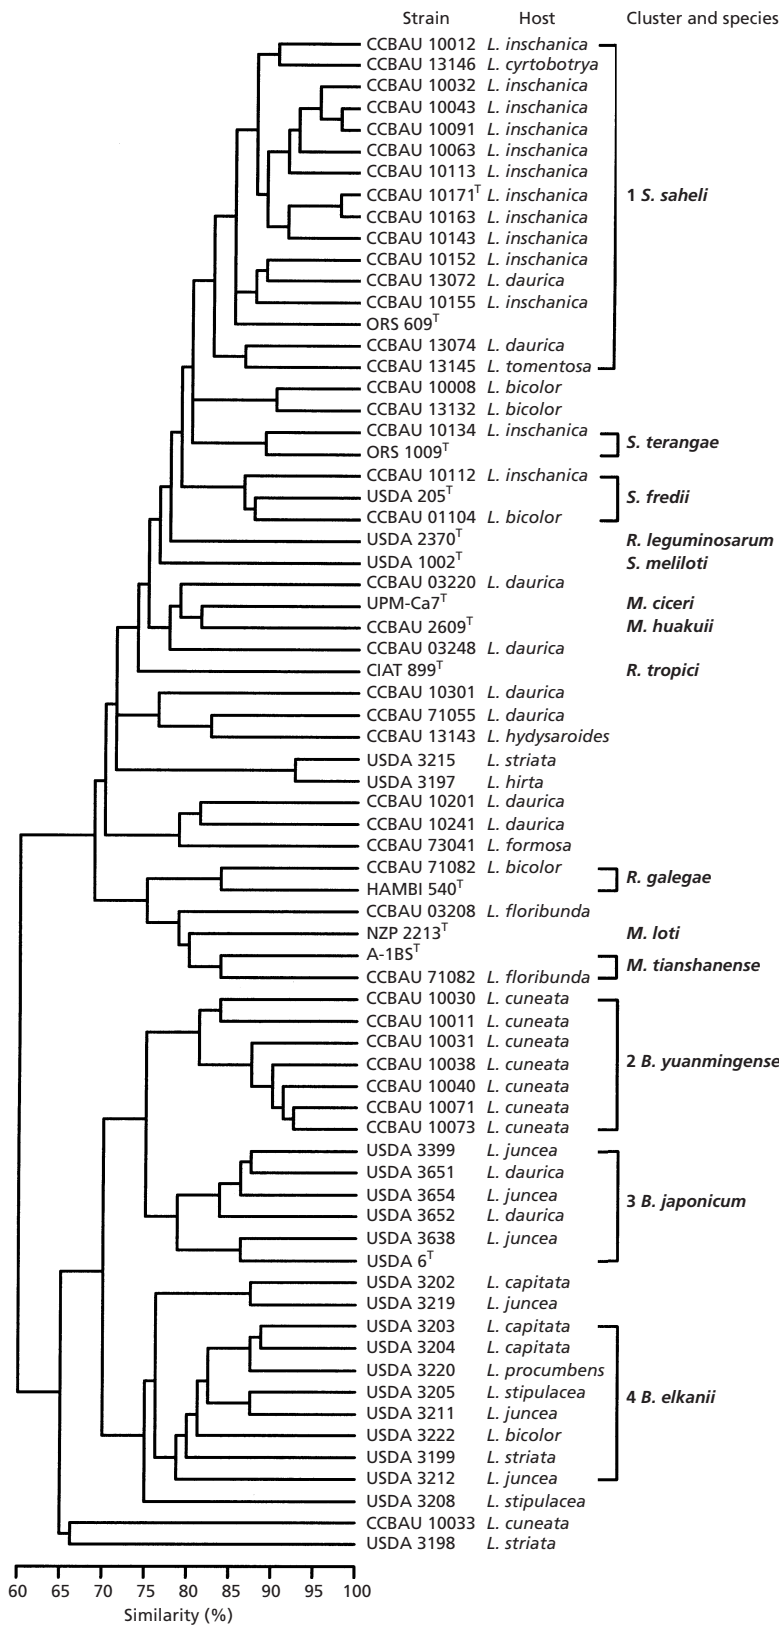 Strain Host Cluster and species
CCBAU 10012 L. inschanica
CCBAU 13146 L. cyrtobotrya
CCBAU 10032 L. inschanica
CCBAU 10043 L. inschanica
CCBAU 10091 L. inschanica
CCBAU 10063 L. inschanica
CCBAU 10113 L. inschanica
CCBAU 10171T L. inschanica 1 S. saheli
CCBAU 10163 L. inschanica
CCBAU 10143 L. inschanica
CCBAU 10152 L. inschanica
CCBAU 13072 L. daurica
CCBAU 10155 L. inschanica
ORS 609T
CCBAU 13074 L. daurica
CCBAU 13145 L. tomentosa
CCBAU 10008 L. bicolor
CCBAU 13132 L. bicolor
CCBAU 10134 L. inschanica
S. terangae
ORS 1009T
CCBAU 10112 L. inschanica
USDA 205T S. fredii
CCBAU 01104 L. bicolor
USDA 2370T R. leguminosarum
USDA 1002T S. meliloti
CCBAU 03220 L. daurica
UPM-Ca7T M. ciceri
CCBAU 2609T M. huakuii
CCBAU 03248 L. daurica
CIAT 899T R. tropici
CCBAU 10301 L. daurica
CCBAU 71055 L. daurica
CCBAU 13143 L. hydysaroides
USDA 3215 L. striata
USDA 3197 L. hirta
CCBAU 10201 L. daurica
CCBAU 10241 L. daurica
CCBAU 73041 L. formosa
CCBAU 71082 L. bicolor
R. galegae
HAMBI 540T
CCBAU 03208 L. floribunda
NZP 2213T M. loti
A-1BST
M. tianshanense
CCBAU 71082 L. floribunda
CCBAU 10030 L. cuneata
CCBAU 10011 L. cuneata
CCBAU 10031 L. cuneata
CCBAU 10038 L. cuneata 2 B. yuanmingense
CCBAU 10040 L. cuneata
CCBAU 10071 L. cuneata
CCBAU 10073 L. cuneata
USDA 3399 L. juncea
USDA 3651 L. daurica
USDA 3654 L. juncea 3 B. japonicum
USDA 3652 L. daurica
USDA 3638 L. juncea
USDA 6T
USDA 3202 L. capitata
USDA 3219 L. juncea
USDA 3203 L. capitata
USDA 3204 L. capitata
USDA 3220 L. procumbens
USDA 3205 L. stipulacea 4 B. elkanii
USDA 3211 L. juncea
USDA 3222 L. bicolor
USDA 3199 L. striata
USDA 3212 L. juncea
USDA 3208 L. stipulacea
CCBAU 10033 L. cuneata
USDA 3198 L. striata
60 65 70 75 80 85 90 95 100
Similarity (%)